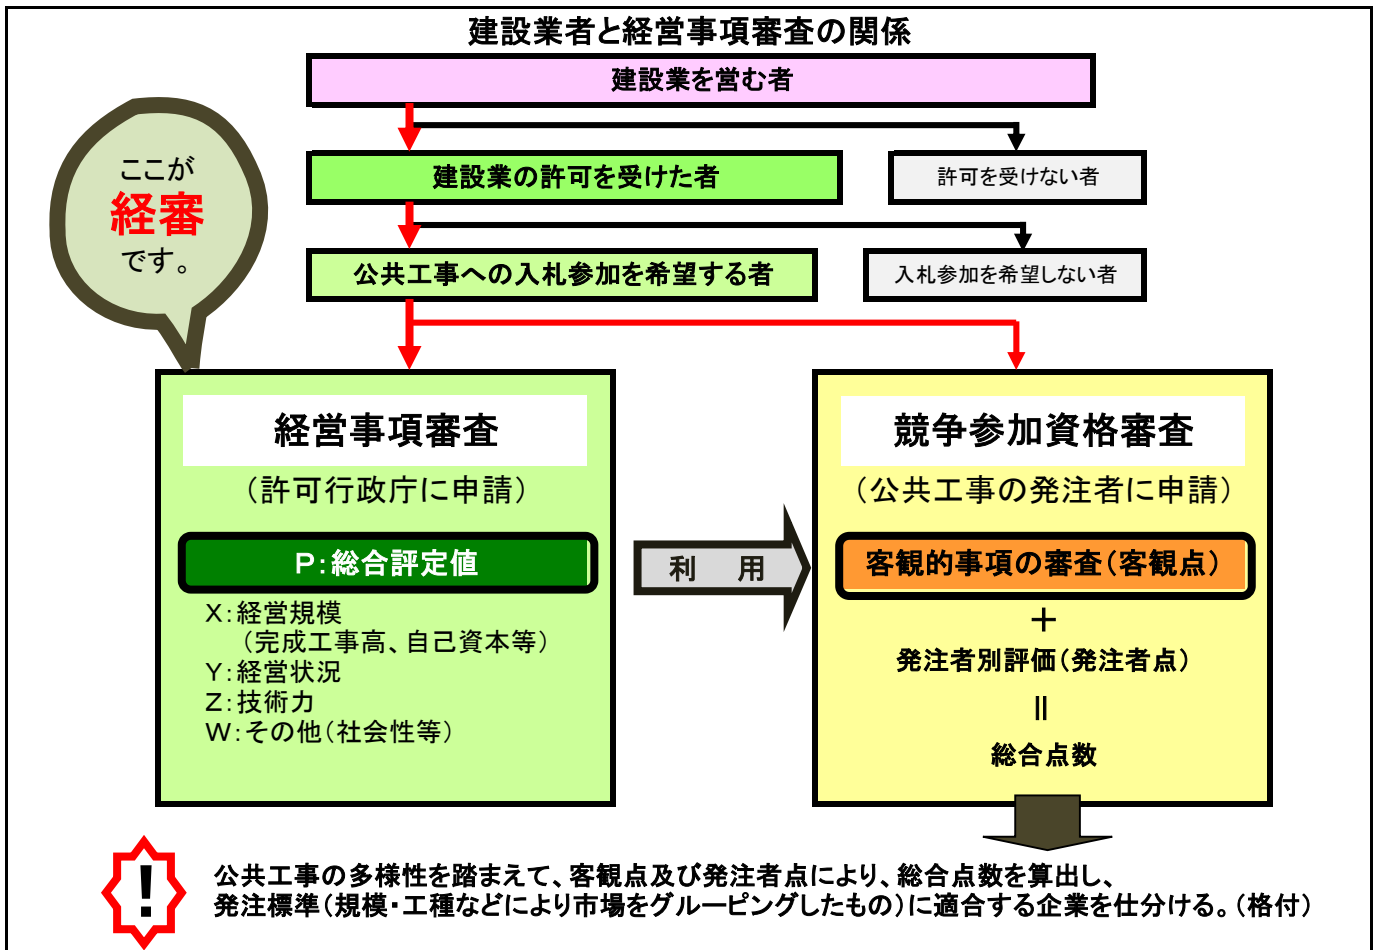 建設業者と経営事項審査の関係
建設業を営む者
ここが
経審
です。
建設業の許可を受けた者
許可を受けない者
公共工事への入札参加を希望する者
入札参加を希望しない者
経営事項審査
（許可行政庁に申請）
P：総合評定値
X：経営規模
（完成工事高、自己資本等）
Y：経営状況
Z：技術力
W：その他（社会性等）
利　用
競争参加資格審査
（公共工事の発注者に申請）
客観的事項の審査（客観点）
＋
発注者別評価（発注者点）
＝
総合点数
!
公共工事の多様性を踏まえて、客観点及び発注者点により、総合点数を算出し、
発注標準（規模・工種などにより市場をグルーピングしたもの）に適合する企業を仕分ける。（格付）